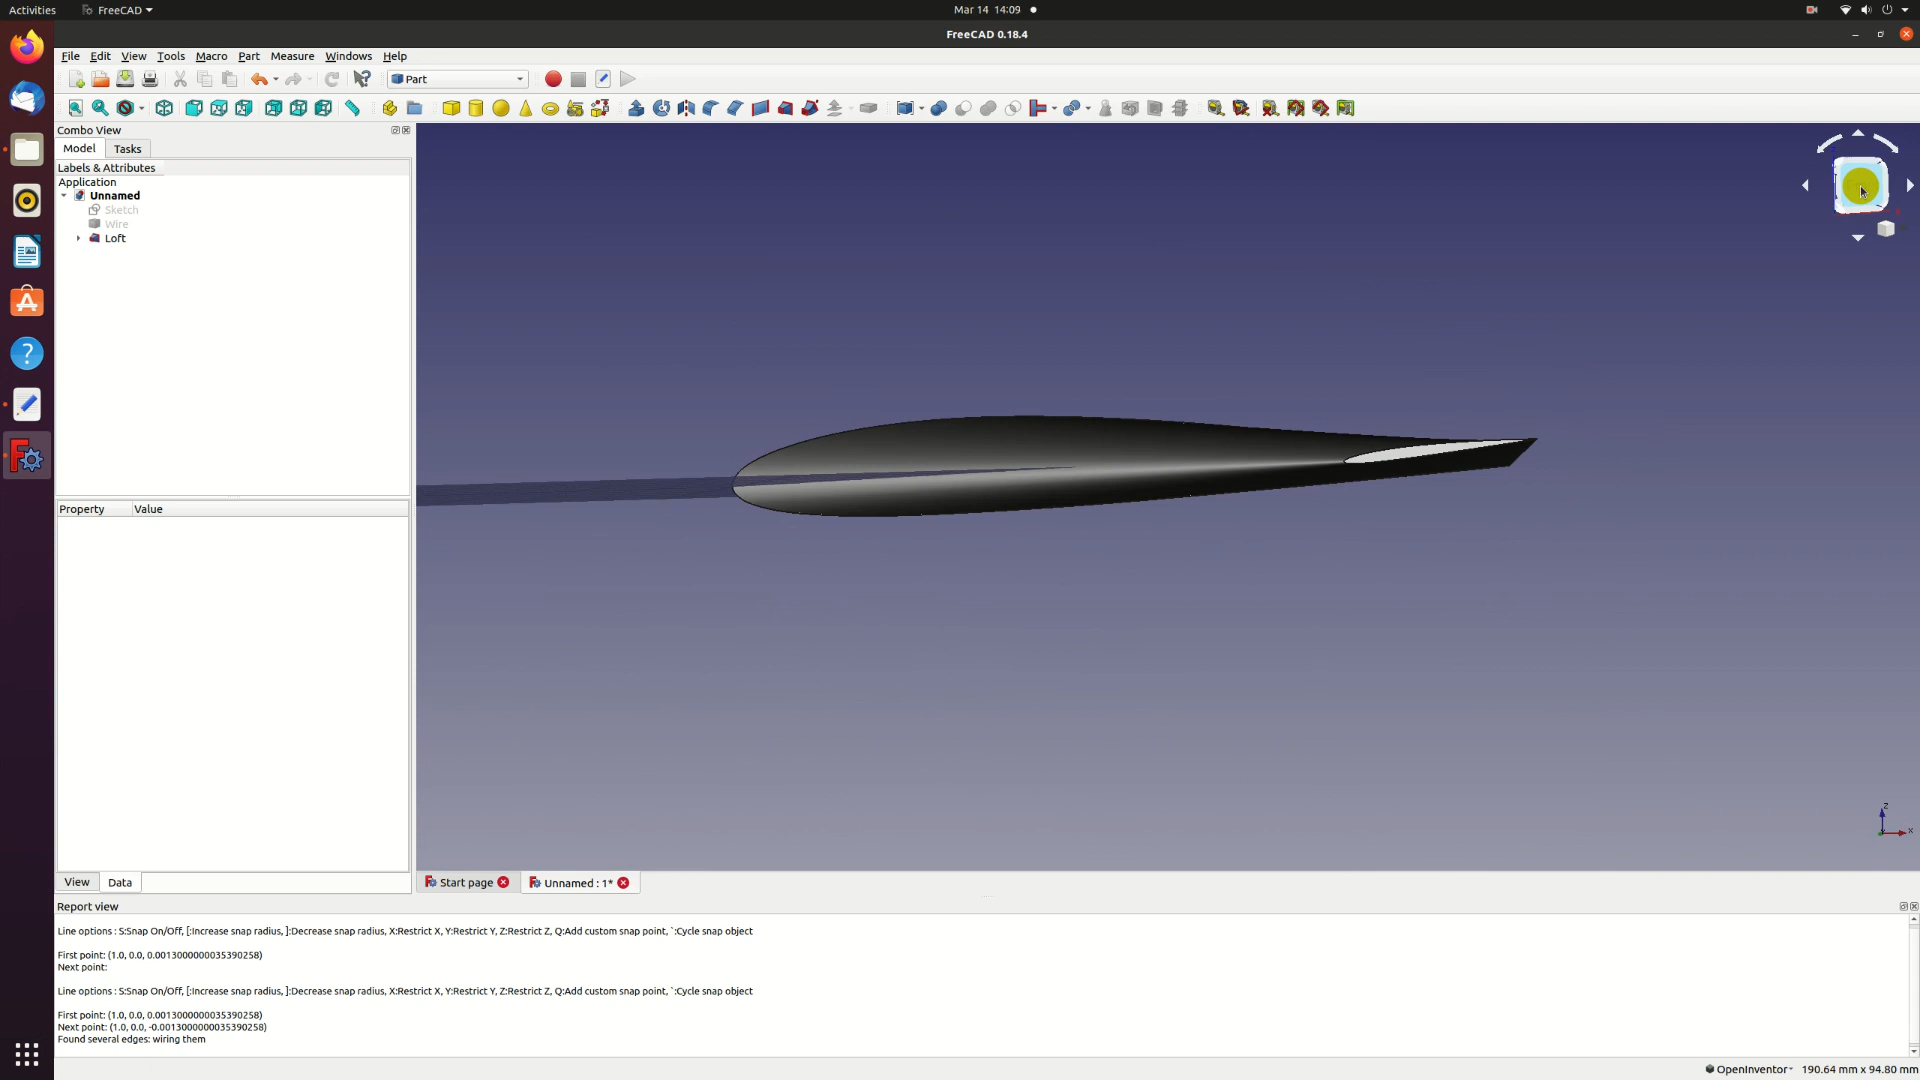 Activities FreeCAD Mar 14 14:09
FreeCAD 0.18.4
File Edit View Tools Macro Part Measure Windows Help
Part
Combo View
Model Tasks
Labels & Attributes
Application
Unnamed
Sketch
Wire
Loft
Property Value
View Data
Z
X
Start page Unnamed : 1*
Report view
Line options : S:Snap On/Off, [:Increase snap radius, ]:Decrease snap radius, X:Restrict X, Y:Restrict Y, Z:Restrict Z, Q:Add custom snap point, `:Cycle snap object
First point: (1.0, 0.0, 0.0013000000035390258)
Next point:
Line options : S:Snap On/Off, [:Increase snap radius, ]:Decrease snap radius, X:Restrict X, Y:Restrict Y, Z:Restrict Z, Q:Add custom snap point, `:Cycle snap object
First point: (1.0, 0.0, 0.0013000000035390258)
Next point: (1.0, 0.0, -0.0013000000035390258)
Found several edges: wiring them
OpenInventor 190.64 mm x 94.80 mm